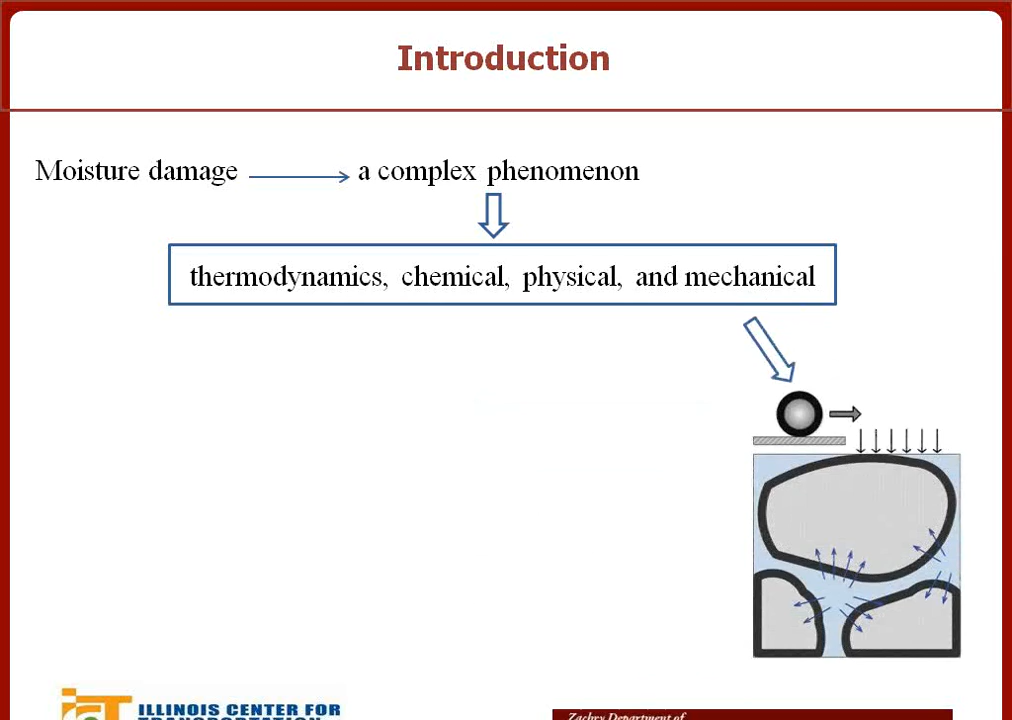 Introduction
Moisture damage a complex phenomenon
thermodynamics, chemical, physical, and mechanical
ILLINOIS CENTER FOR
TRANSPORTATION
Zachry Department of